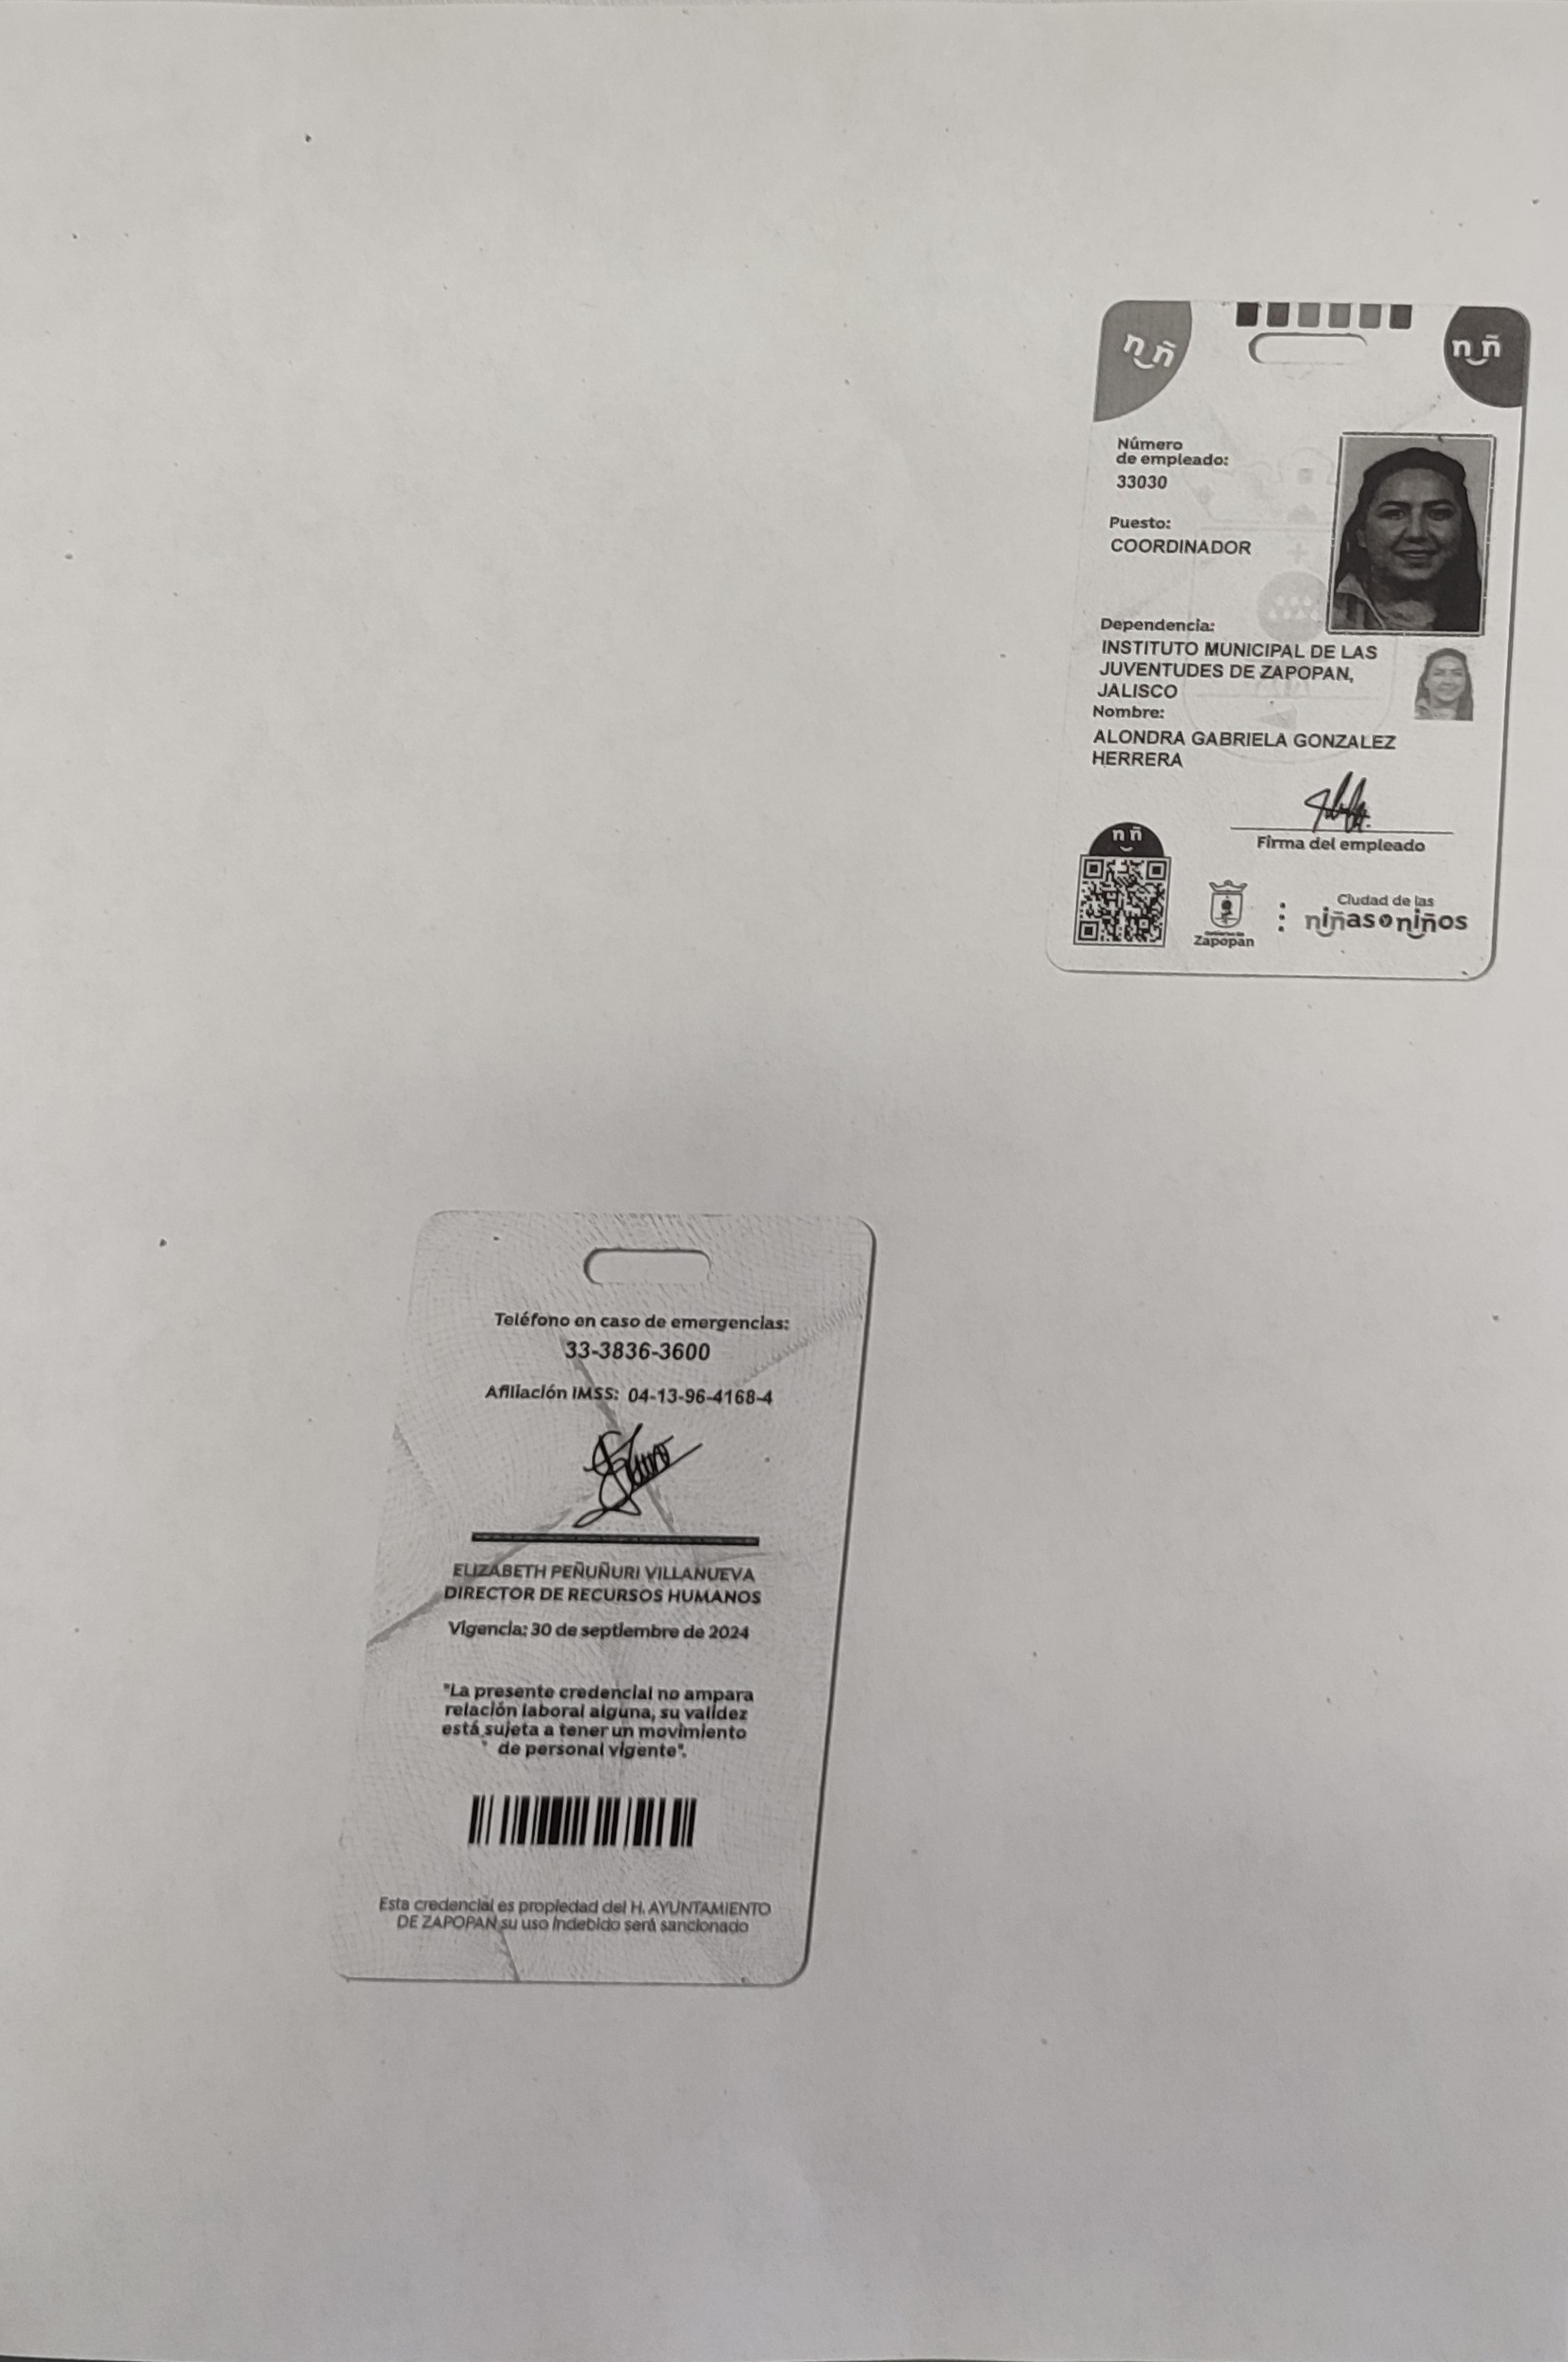 n ñ
n ñ
Número
de empleado:
33030
Puesto:
COORDINADOR
Dependencia:
INSTITUTO MUNICIPAL DE LAS
JUVENTUDES DE ZAPOPAN,
JALISCO
Nombre:
ALONDRA GABRIELA GONZALEZ
HERRERA
Firma del empleado
n ñ
Gobierno de
Zapopan
Ciudad de las
niñas y niños
Teléfono en caso de emergencias:
33-3836-3600
Afiliación IMSS: 04-13-96-4168-4
ELIZABETH PEÑUÑURI VILLANUEVA
DIRECTOR DE RECURSOS HUMANOS
Vigencia: 30 de septiembre de 2024
"La presente credencial no ampara
relación laboral alguna, su validez
está sujeta a tener un movimiento
de personal vigente".
Esta credencial es propiedad del H. AYUNTAMIENTO
DE ZAPOPAN su uso indebido será sancionado